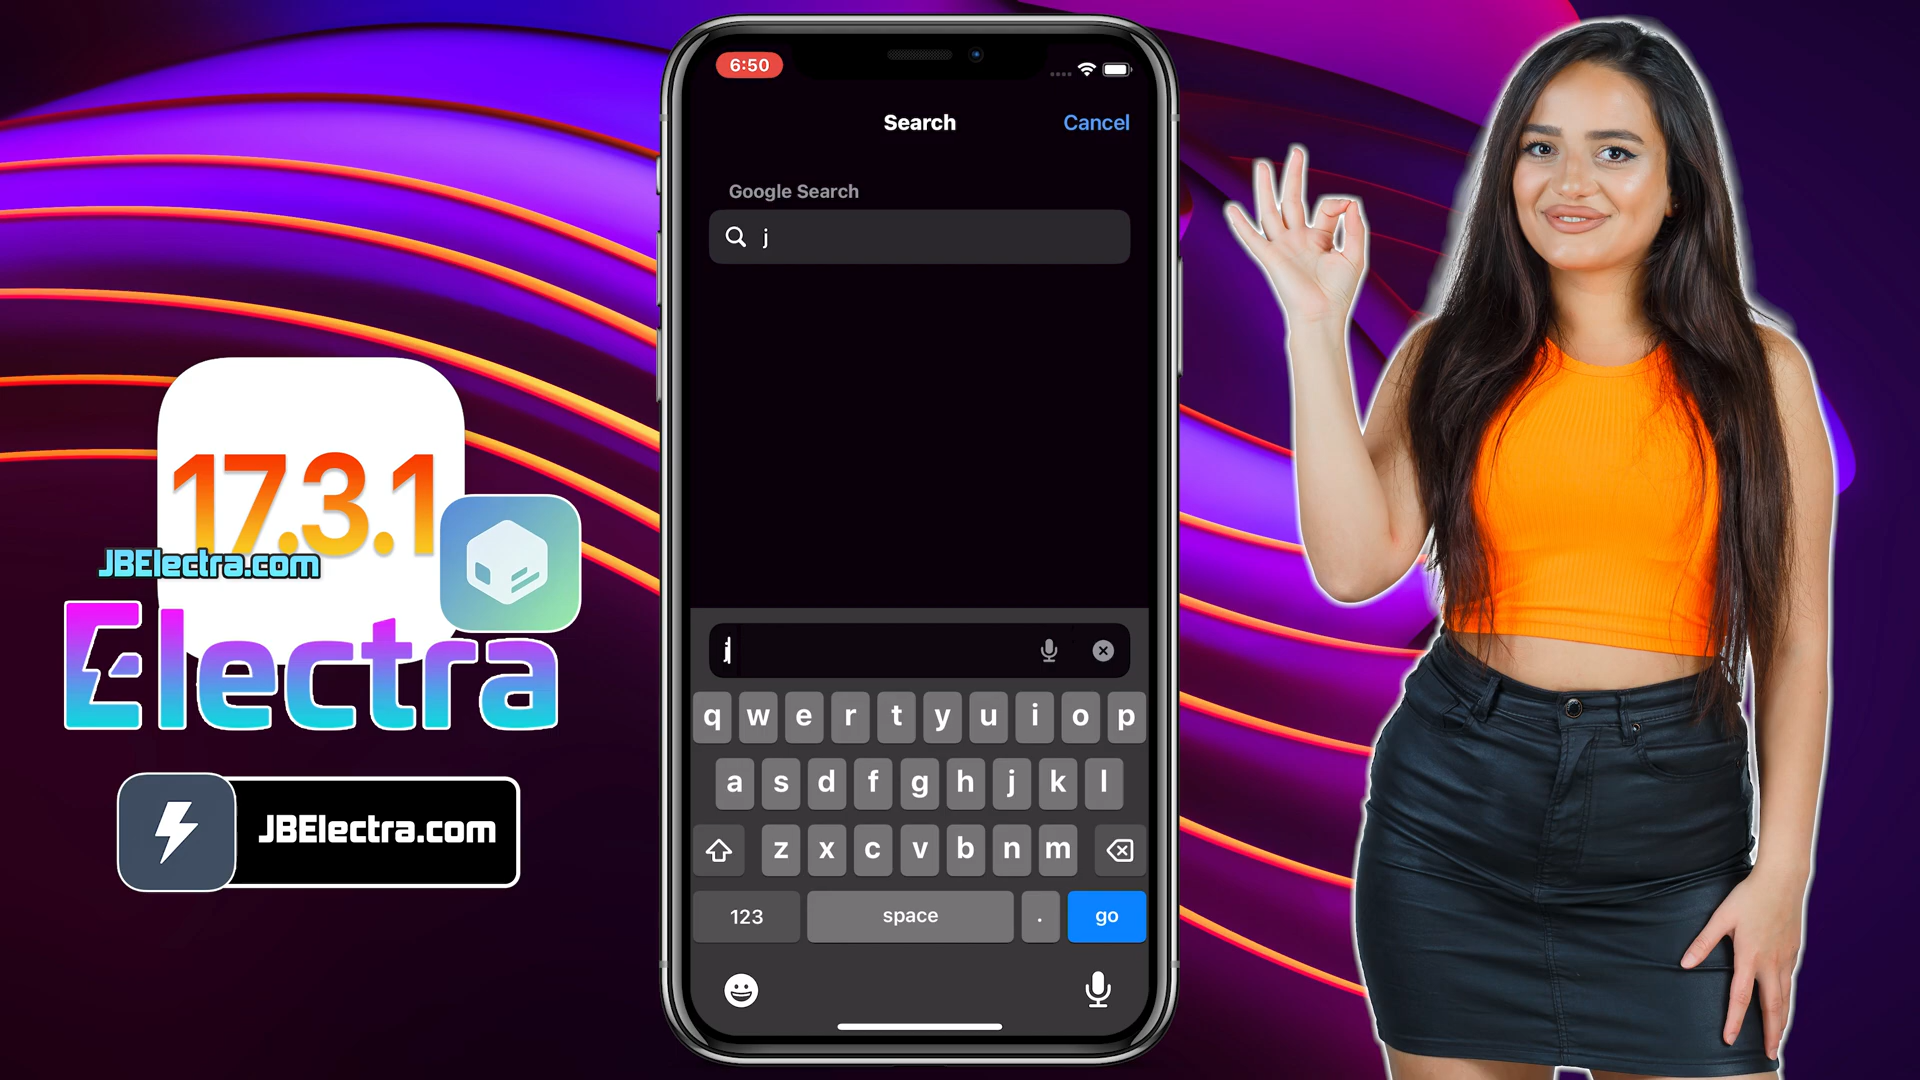 6:50
Search
Cancel
Google Search
j
17.3.1
JBElectra.com
Electra
JBElectra.com
j
q w e r t y u i o p
a s d f g h j k l
z x c v b n m
123 space . go